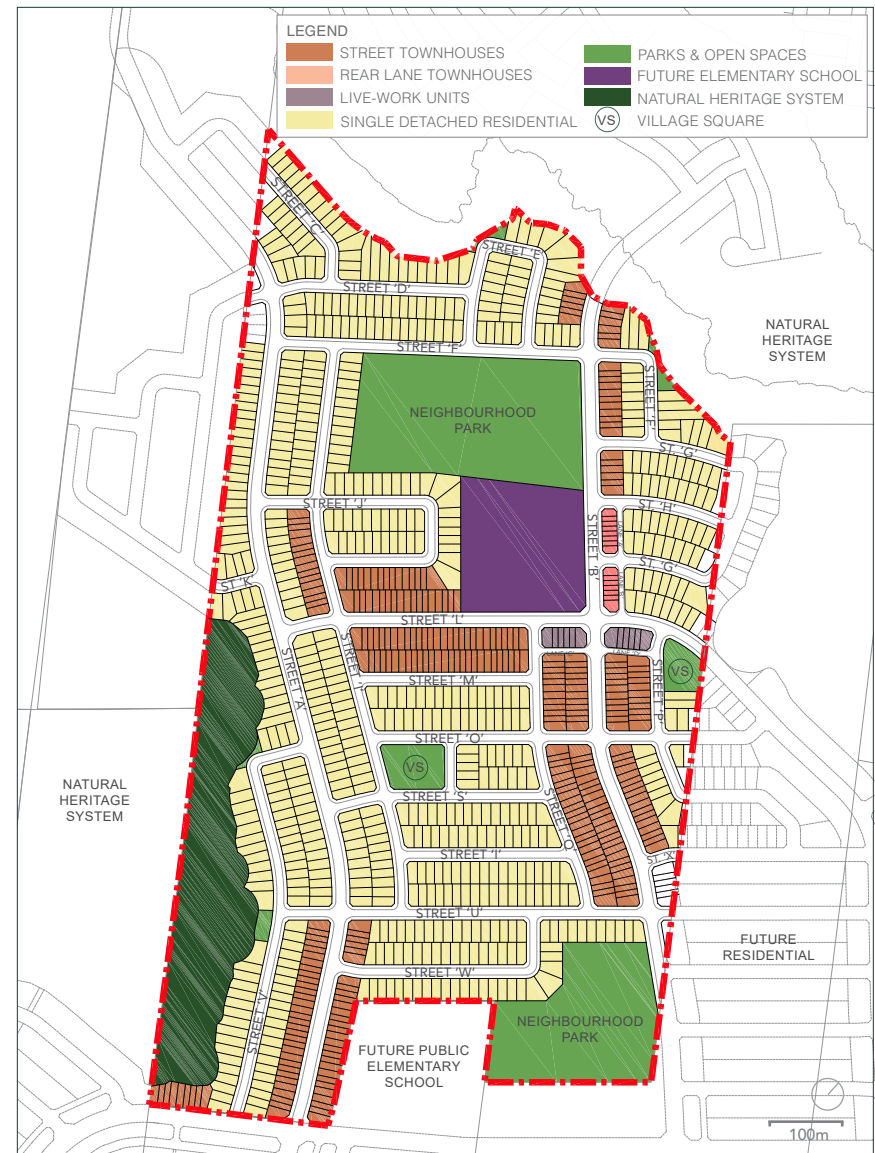 LEGEND
STREET TOWNHOUSES
REAR LANE TOWNHOUSES
LIVE-WORK UNITS
SINGLE DETACHED RESIDENTIAL
PARKS & OPEN SPACES
FUTURE ELEMENTARY SCHOOL
NATURAL HERITAGE SYSTEM
VS VILLAGE SQUARE
STREET 'C'
STREET 'E'
STREET 'D'
STREET 'F'
NATURAL
HERITAGE
SYSTEM
STREET 'F'
NEIGHBOURHOOD
PARK
ST. 'G'
STREET 'J'
ST. 'H'
STREET 'B'
ST. 'G'
ST. 'K'
STREET 'L'
STREET 'A'
STREET 'M'
STREET 'P'
VS
STREET 'O'
VS
STREET 'S'
NATURAL
HERITAGE
SYSTEM
STREET 'I'
ST. 'X'
STREET 'U'
FUTURE
RESIDENTIAL
STREET 'W'
STREET 'V'
NEIGHBOURHOOD
PARK
FUTURE PUBLIC
ELEMENTARY
SCHOOL
100m